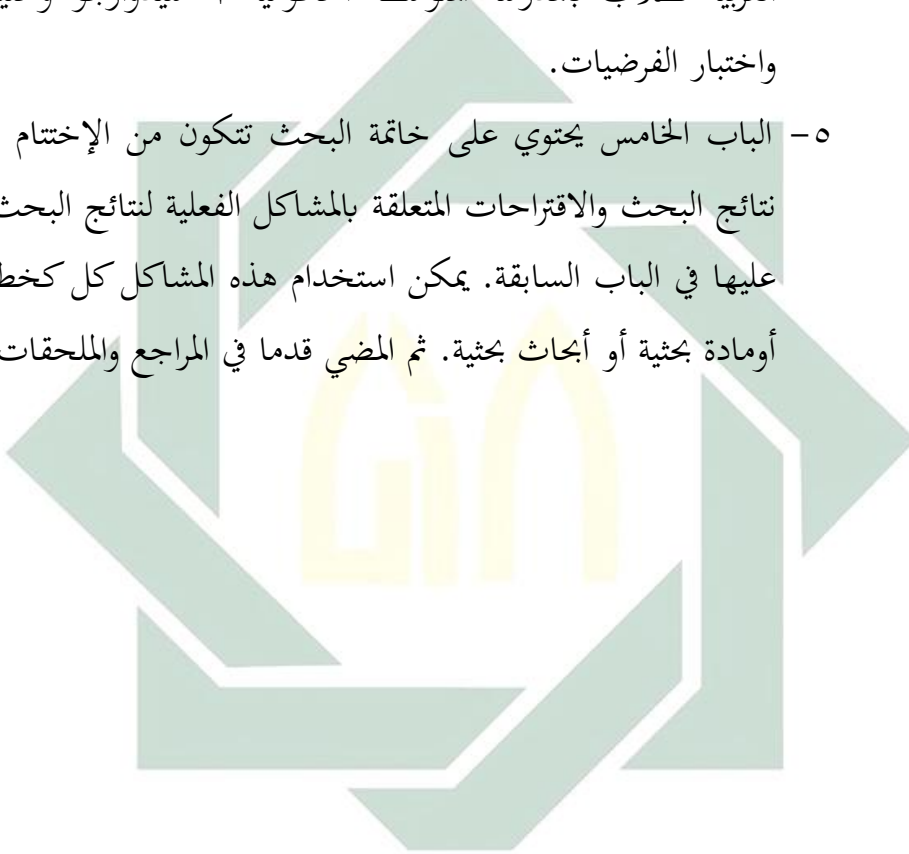 واختبار الفرضيات.
٥- الباب الخامس يحتوي على خاتمة البحث تتكون من الإختتام
نتائج البحث والاقتراحات المتعلقة بالمشاكل الفعلية لنتائج البحث
عليها في الباب السابقة. يمكن استخدام هذه المشاكل كل كخط
أومادة بحثية أو أبحاث بحثية. ثم المضي قدما في المراجع والملحقات